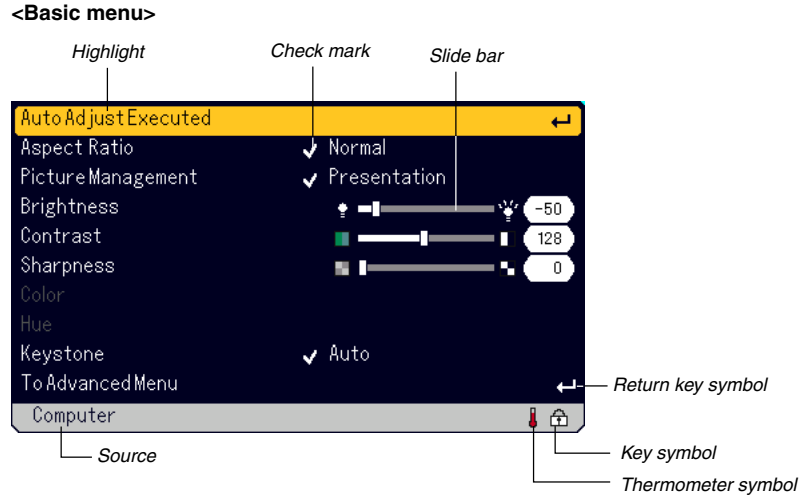 <Basic menu>
Highlight
Check mark
Slide bar
Auto Adjust Executed
Aspect Ratio Normal
Picture Management Presentation
Brightness -50
Contrast 128
Sharpness 0
Color
Hue
Keystone Auto
To Advanced Menu
Return key symbol
Computer
Source
Key symbol
Thermometer symbol